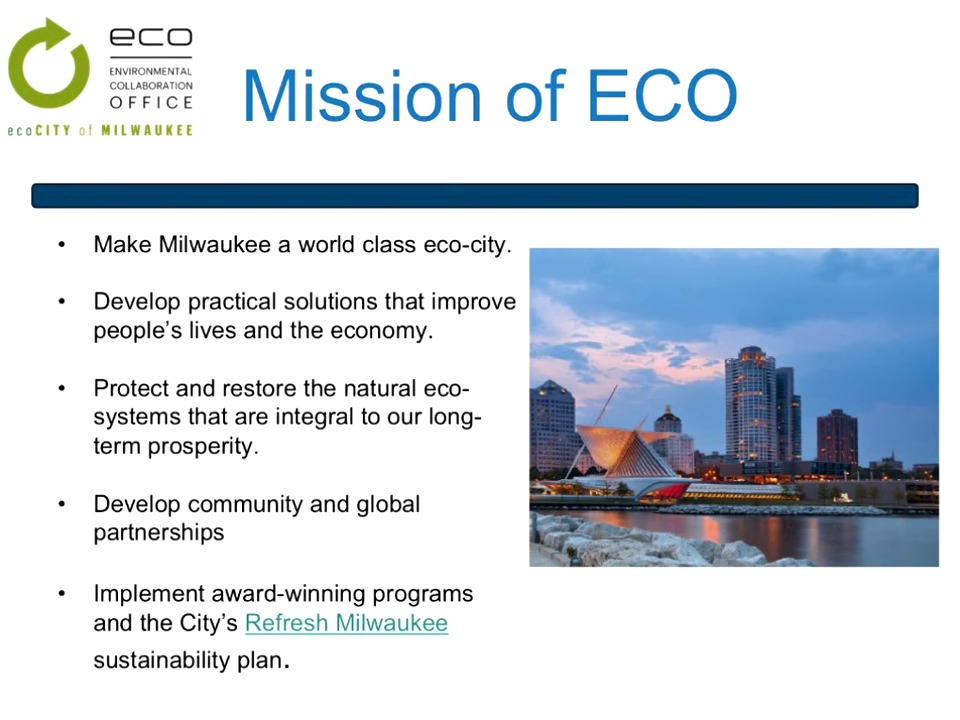 eco
ENVIRONMENTAL
COLLABORATION
OFFICE
ecoCITY of MILWAUKEE
Mission of ECO
• Make Milwaukee a world class eco-city.
• Develop practical solutions that improve
people’s lives and the economy.
• Protect and restore the natural eco-
systems that are integral to our long-
term prosperity.
• Develop community and global
partnerships
• Implement award-winning programs
and the City’s Refresh Milwaukee
sustainability plan.